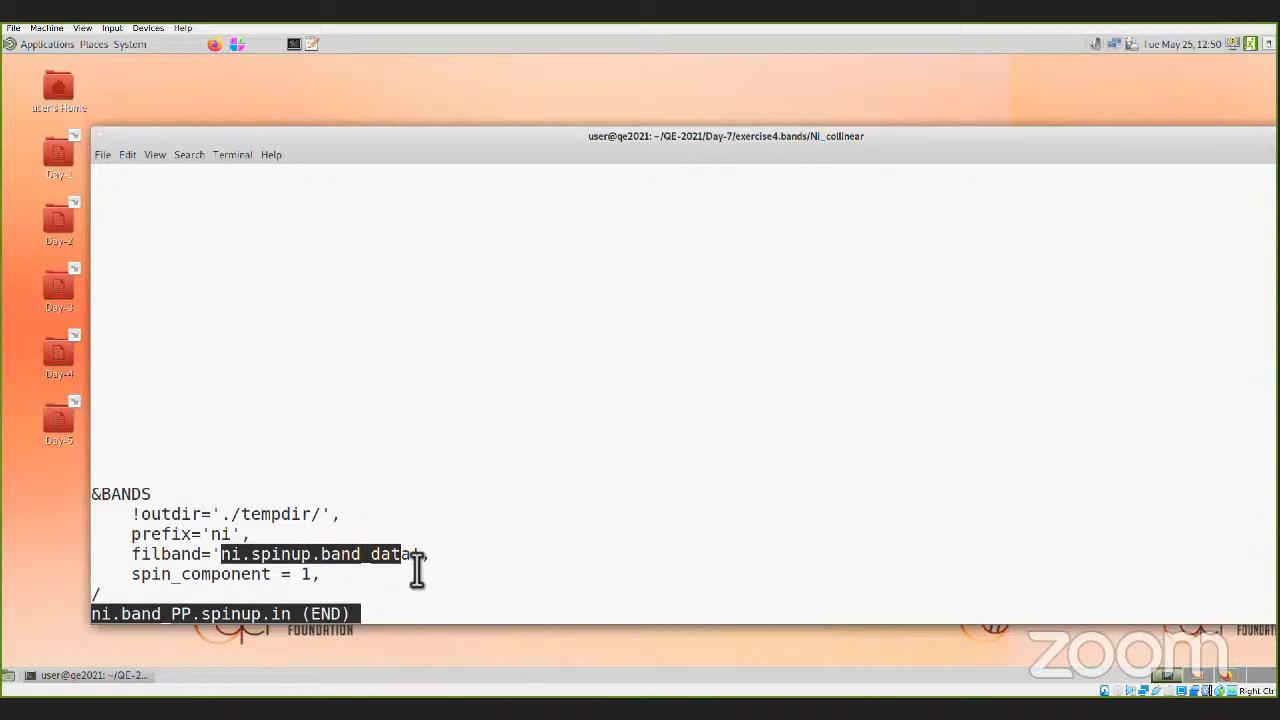 File Machine View Input Devices Help
Applications Places System
Tue May 25, 12:50
user's Home
Day-1
Day-2
Day-3
Day-4
Day-5
user@qe2021: ~/QE-2021/Day-7/exercise4.bands/Ni_collinear
File Edit View Search Terminal Help
&BANDS
!outdir='./tempdir/',
prefix='ni',
filband='ni.spinup.band_data',
spin_component = 1,
/
ni.band_PP.spinup.in (END)
FOUNDATION
FOUNDA
zoom
user@qe2021: ~/QE-2...
Right Ctrl